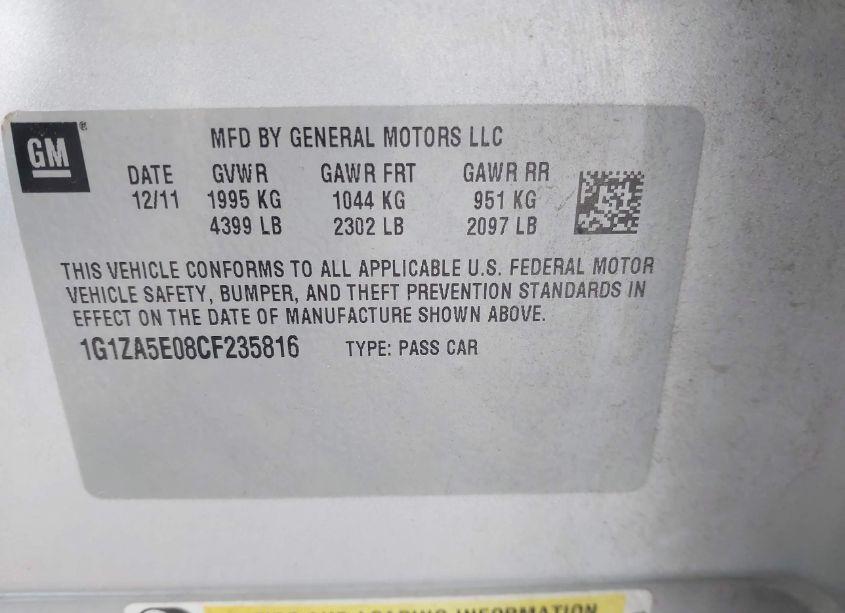 GM®
MFD BY GENERAL MOTORS LLC
DATE GVWR GAWR FRT GAWR RR
12/11 1995 KG 1044 KG 951 KG
4399 LB 2302 LB 2097 LB
THIS VEHICLE CONFORMS TO ALL APPLICABLE U.S. FEDERAL MOTOR
VEHICLE SAFETY, BUMPER, AND THEFT PREVENTION STANDARDS IN
EFFECT ON THE DATE OF MANUFACTURE SHOWN ABOVE.
1G1ZA5E08CF235816 TYPE: PASS CAR
LOADING INFORMATION